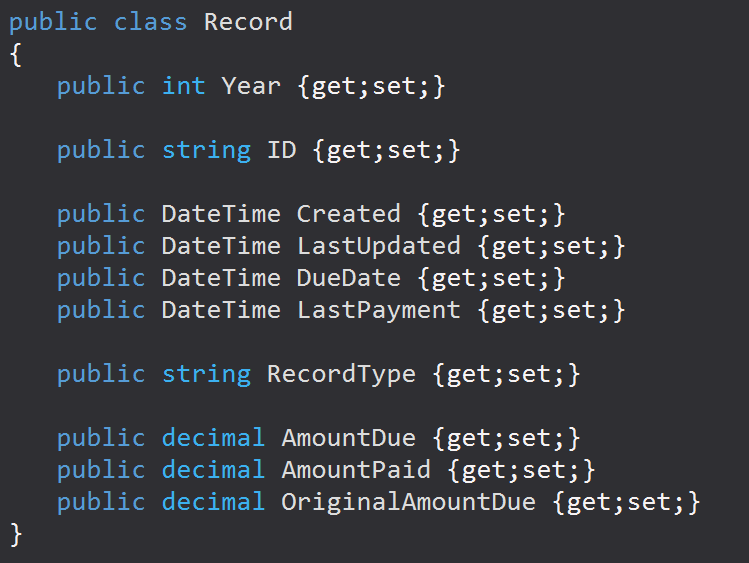 public class Record
{
public int Year {get;set;}
public string ID {get;set;}
public DateTime Created {get;set;}
public DateTime LastUpdated {get;set;}
public DateTime DueDate {get;set;}
public DateTime LastPayment {get;set;}
public string RecordType {get;set;}
public decimal AmountDue {get;set;}
public decimal AmountPaid {get;set;}
public decimal OriginalAmountDue {get;set;}
}